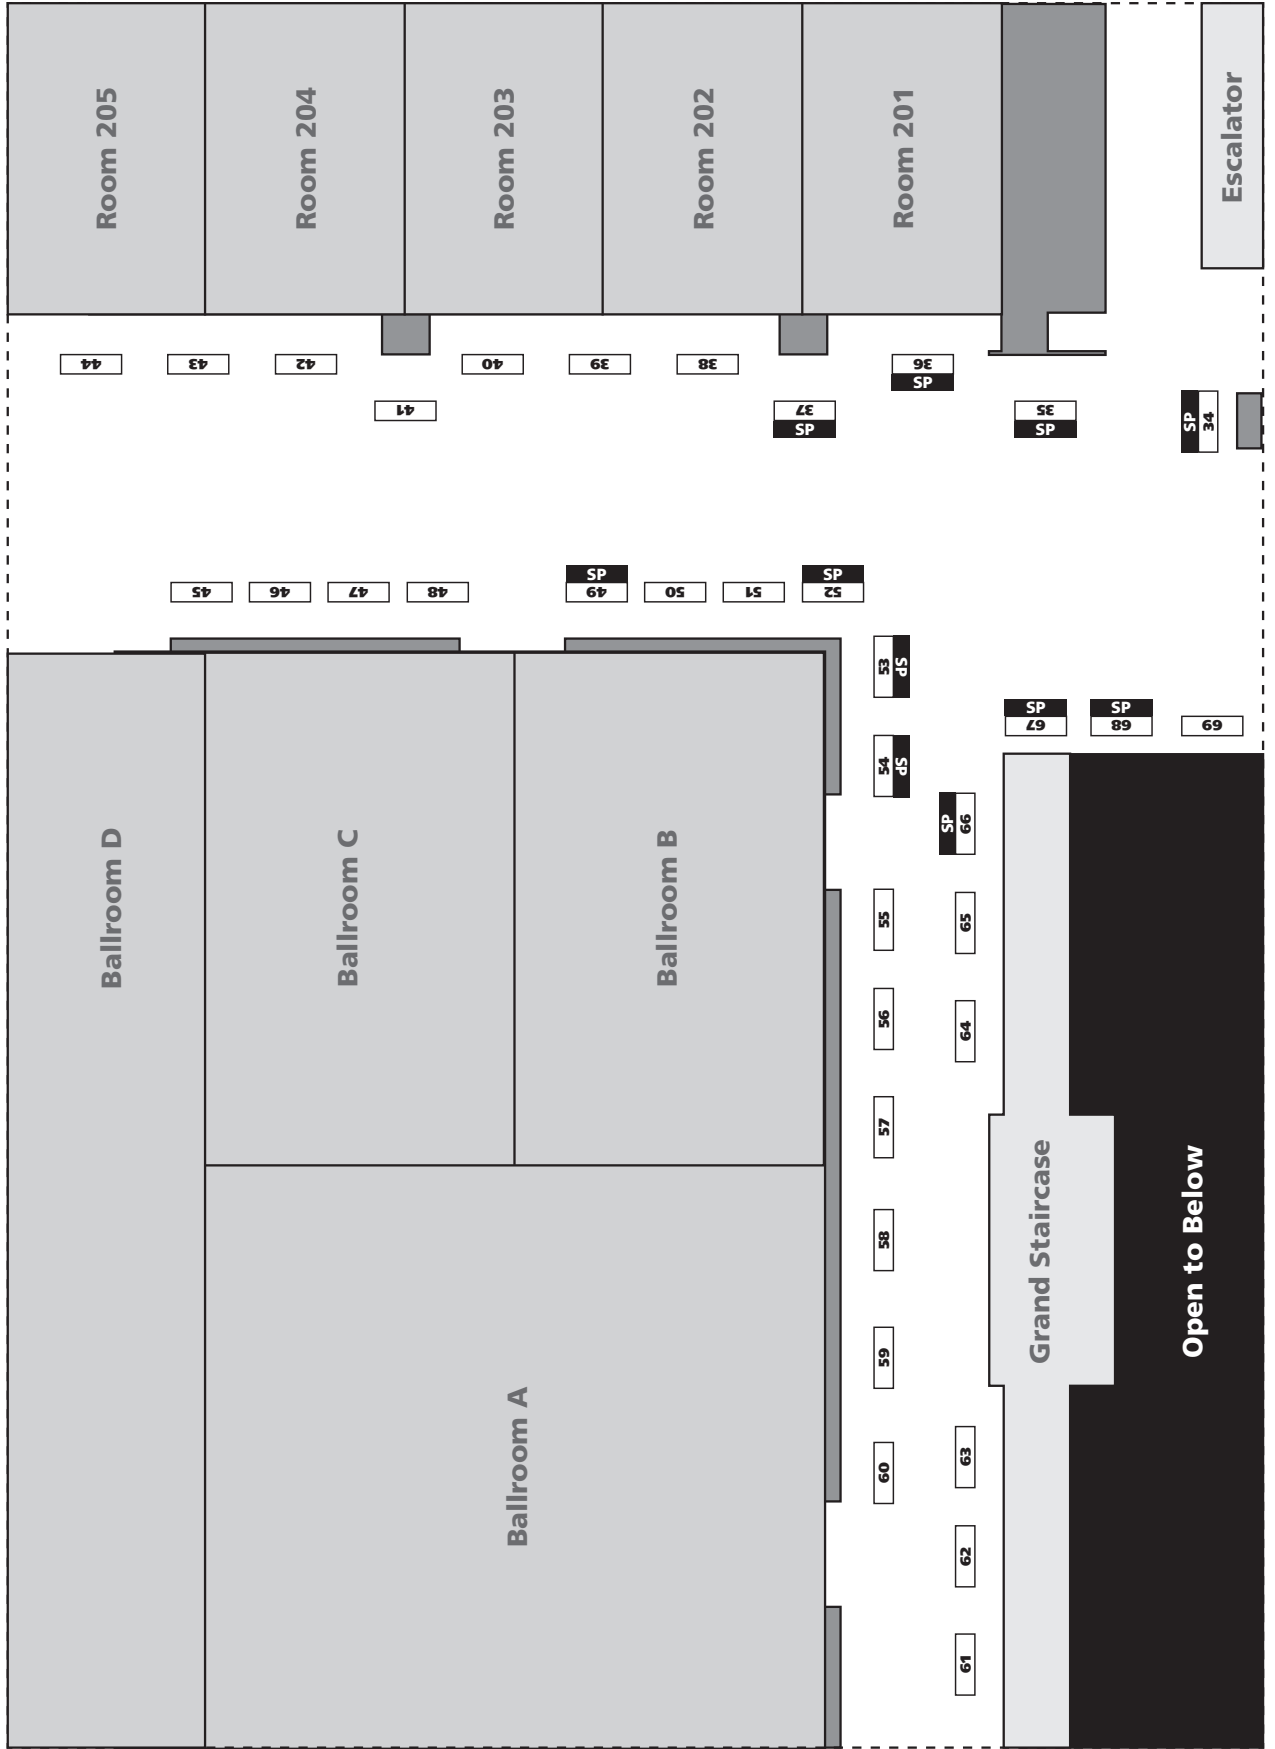 Room 205
Room 204
Room 203
Room 202
Room 201
Escalator
44
43
42
40
39
38
36
SP
41
37
SP
35
SP
SP
34
45
46
47
48
SP
49
50
51
SP
52
53
SP
54
SP
SP
67
SP
68
69
SP
66
Ballroom D
Ballroom C
Ballroom B
55
65
56
64
57
58
59
60
63
62
61
Grand Staircase
Open to Below
Ballroom A